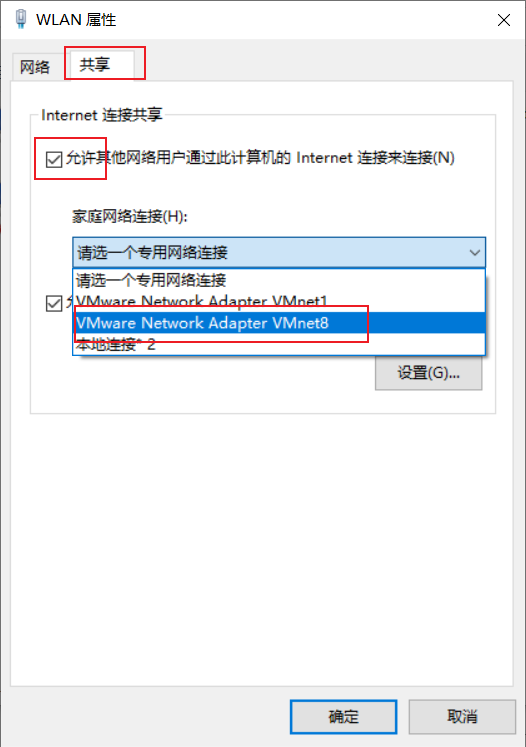 WLAN 属性
网络
共享
Internet 连接共享
允许其他网络用户通过此计算机的 Internet 连接来连接(N)
家庭网络连接(H):
请选一个专用网络连接
请选一个专用网络连接
VMware Network Adapter VMnet1
VMware Network Adapter VMnet8
本地连接* 2
设置(G)...
确定
取消